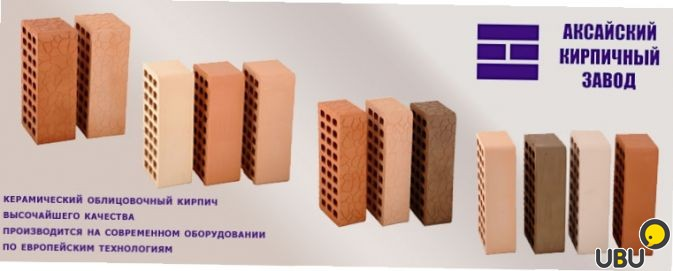 АКСАЙСКИЙ
КИРПИЧНЫЙ
ЗАВОД
КЕРАМИЧЕСКИЙ ОБЛИЦОВОЧНЫЙ КИРПИЧ
ВЫСОЧАЙШЕГО КАЧЕСТВА
ПРОИЗВОДИТСЯ НА СОВРЕМЕННОМ ОБОРУДОВАНИИ
ПО ЕВРОПЕЙСКИМ ТЕХНОЛОГИЯМ
UBU